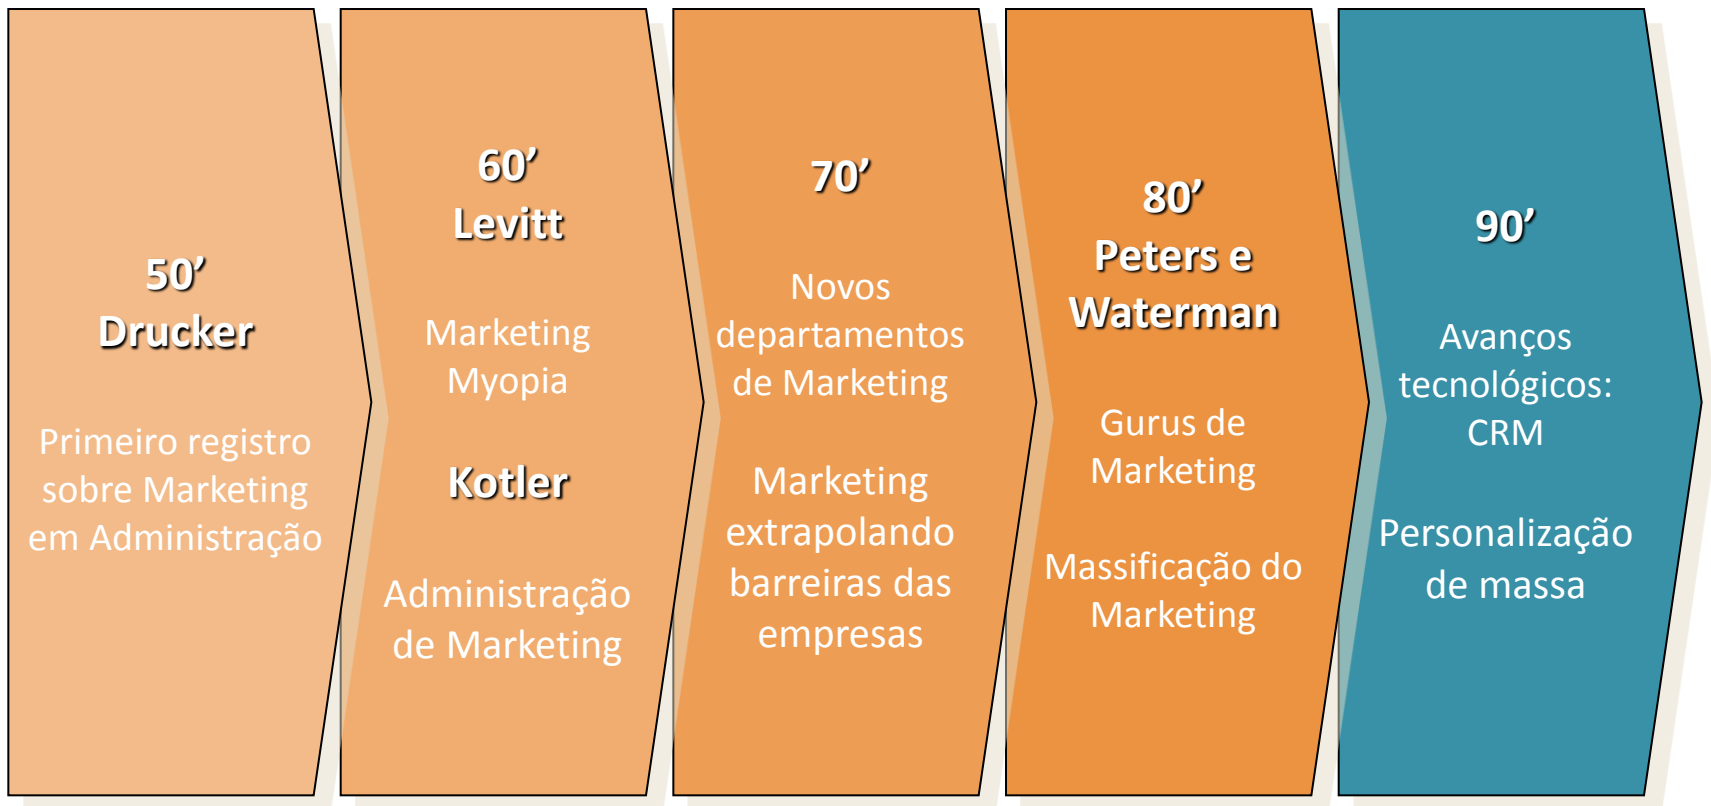 50’
Drucker
Primeiro registro
sobre Marketing
em Administração
60’
Levitt
Marketing
Myopia
Kotler
Administração
de Marketing
70’
Novos
departamentos
de Marketing
Marketing
extrapolando
barreiras das
empresas
80’
Peters e
Waterman
Gurus de
Marketing
Massificação do
Marketing
90’
Avanços
tecnológicos:
CRM
Personalização
de massa